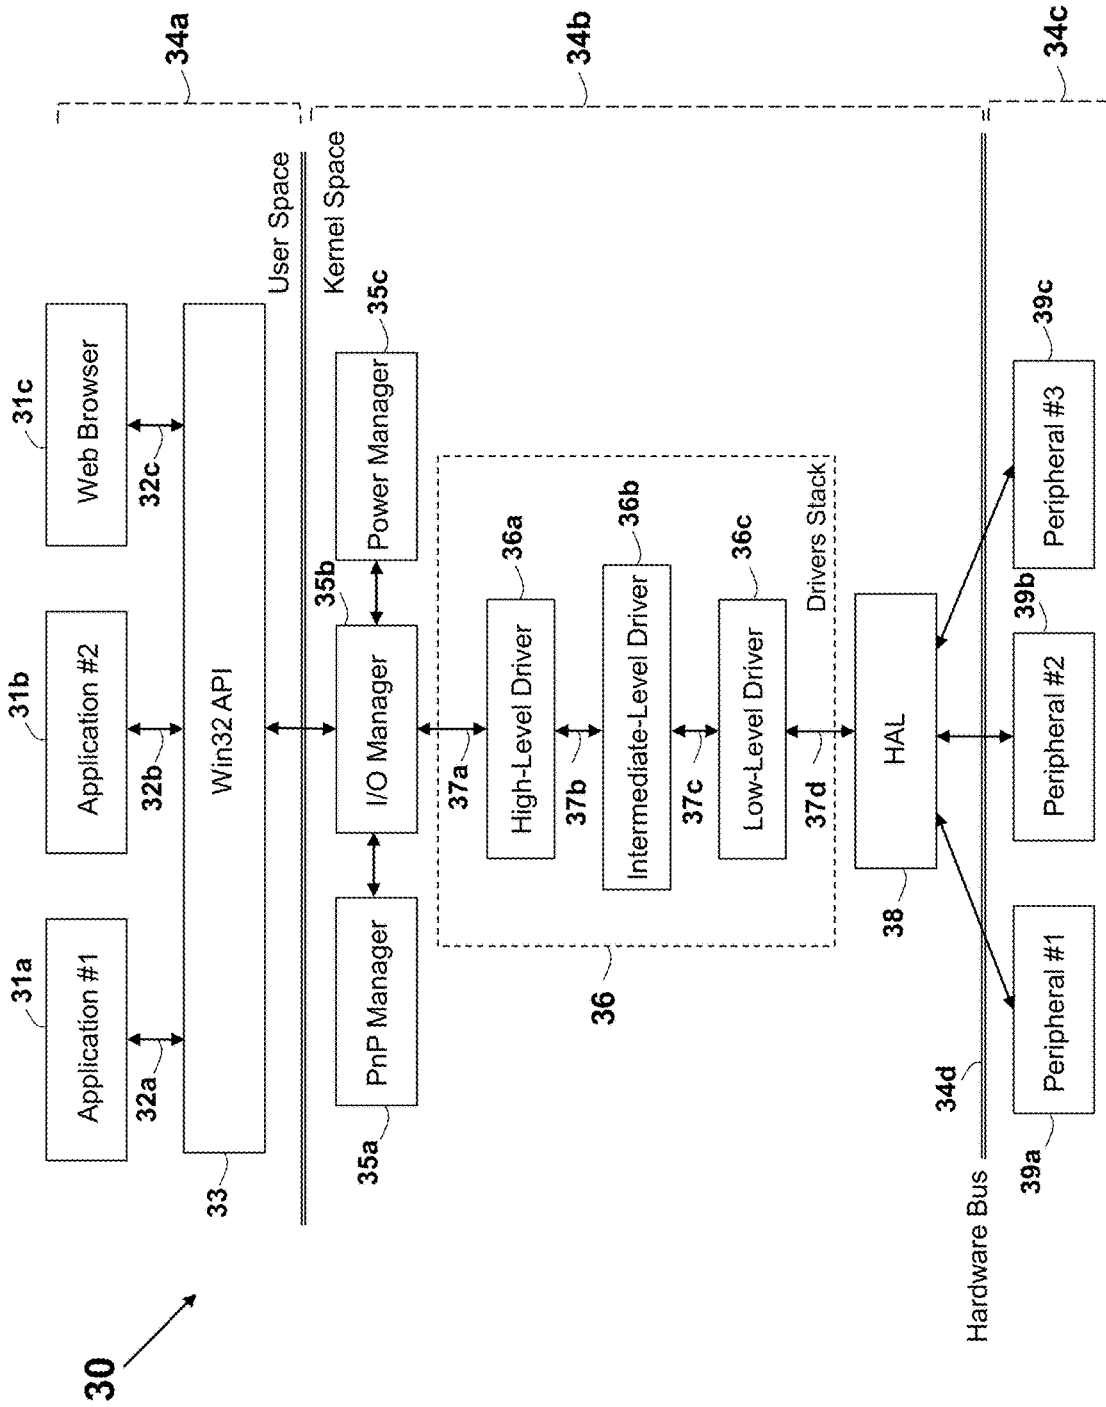 30
31a
31b
31c
34a
Application #1
Application #2
Web Browser
32a
32b
32c
33
Win32 API
User Space
Kernel Space
34b
35a
35b
35c
PnP Manager
I/O Manager
Power Manager
37a
36
High-Level Driver
36a
37b
Intermediate-Level Driver
36b
37c
Low-Level Driver
36c
37d
Drivers Stack
38
HAL
34d
Hardware Bus
34c
39a
39b
39c
Peripheral #1
Peripheral #2
Peripheral #3